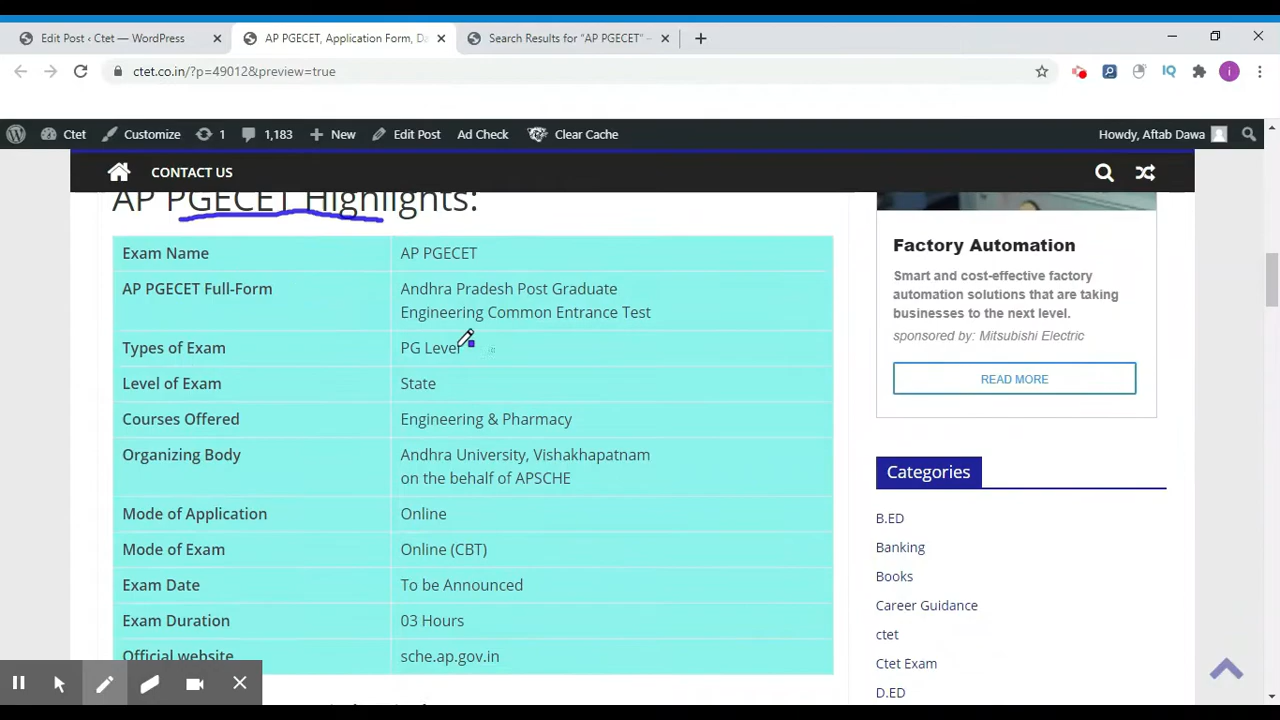 Edit Post ‹ Ctet — WordPress
AP PGECET, Application Form, Da
Search Results for "AP PGECET" –
ctet.co.in/?p=49012&preview=true
IQ
i
Ctet
Customize
1
1,183
New
Edit Post
Ad Check
Clear Cache
Howdy, Aftab Dawa
CONTACT US
AP PGECET Highlights:
Exam Name AP PGECET
AP PGECET Full-Form Andhra Pradesh Post Graduate
Engineering Common Entrance Test
Types of Exam PG Level
Level of Exam State
Courses Offered Engineering & Pharmacy
Organizing Body Andhra University, Vishakhapatnam
on the behalf of APSCHE
Mode of Application Online
Mode of Exam Online (CBT)
Exam Date To be Announced
Exam Duration 03 Hours
Official website sche.ap.gov.in
Factory Automation
Smart and cost-effective factory
automation solutions that are taking
businesses to the next level.
sponsored by: Mitsubishi Electric
READ MORE
Categories
B.ED
Banking
Books
Career Guidance
ctet
Ctet Exam
D.ED